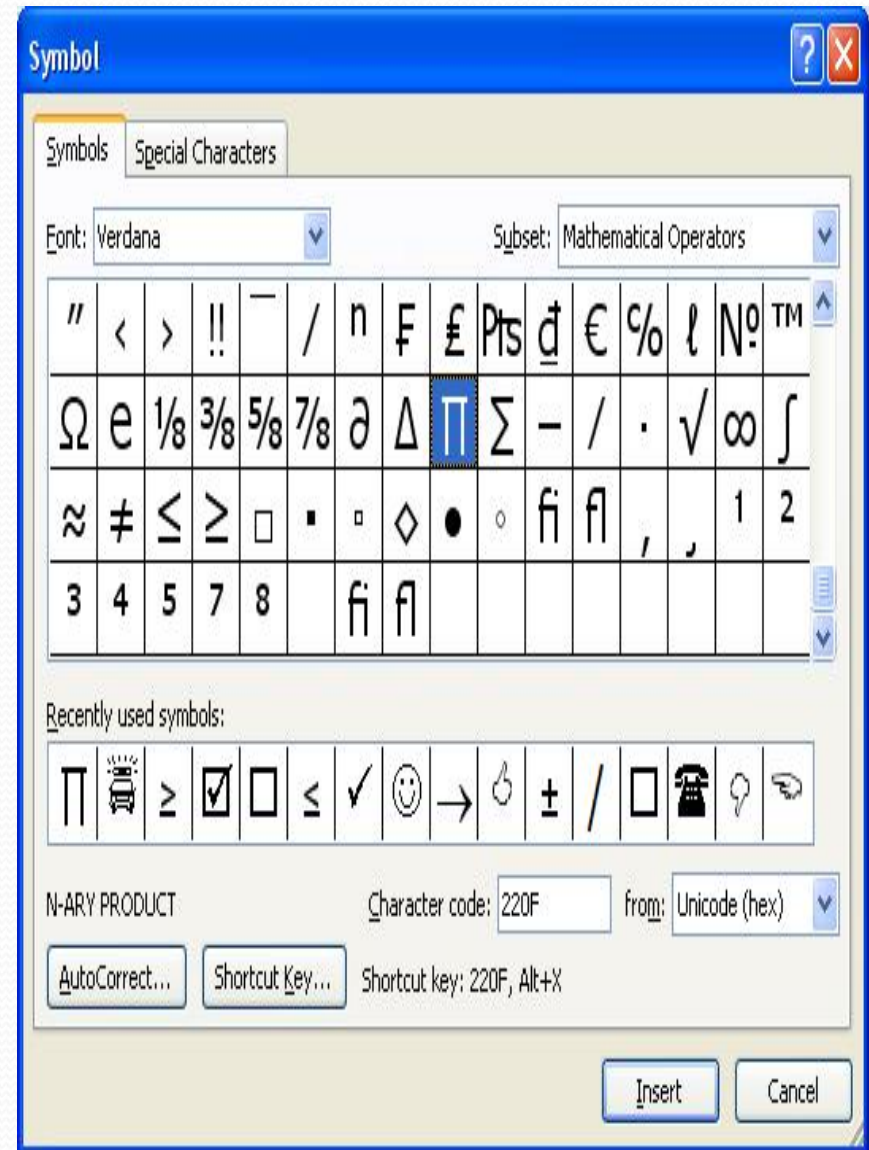 Symbol
Symbols Special Characters
Font: Verdana Subset: Mathematical Operators
″ ‹ › ‼ ‾ ⁄ ⁿ ₣ ₤ ₧ ₫ € ℅ ℓ № ™
Ω ℮ ⅛ ⅜ ⅝ ⅞ ∂ ∆ ∏ ∑ − ∕ ∙ √ ∞ ∫
≈ ≠ ≤ ≥ □ ▪ ▫ ◊ ● ◦ fi fl , ¸ ¹ ²
³ ⁴ ⁵ ⁷ ⁸ fi fl
Recently used symbols:
∏ ≥ ☑ □ ≤ ✓ ☺ → ± / □ ☎ ☜
N-ARY PRODUCT Character code: 220F from: Unicode (hex)
AutoCorrect... Shortcut Key... Shortcut key: 220F, Alt+X
Insert Cancel